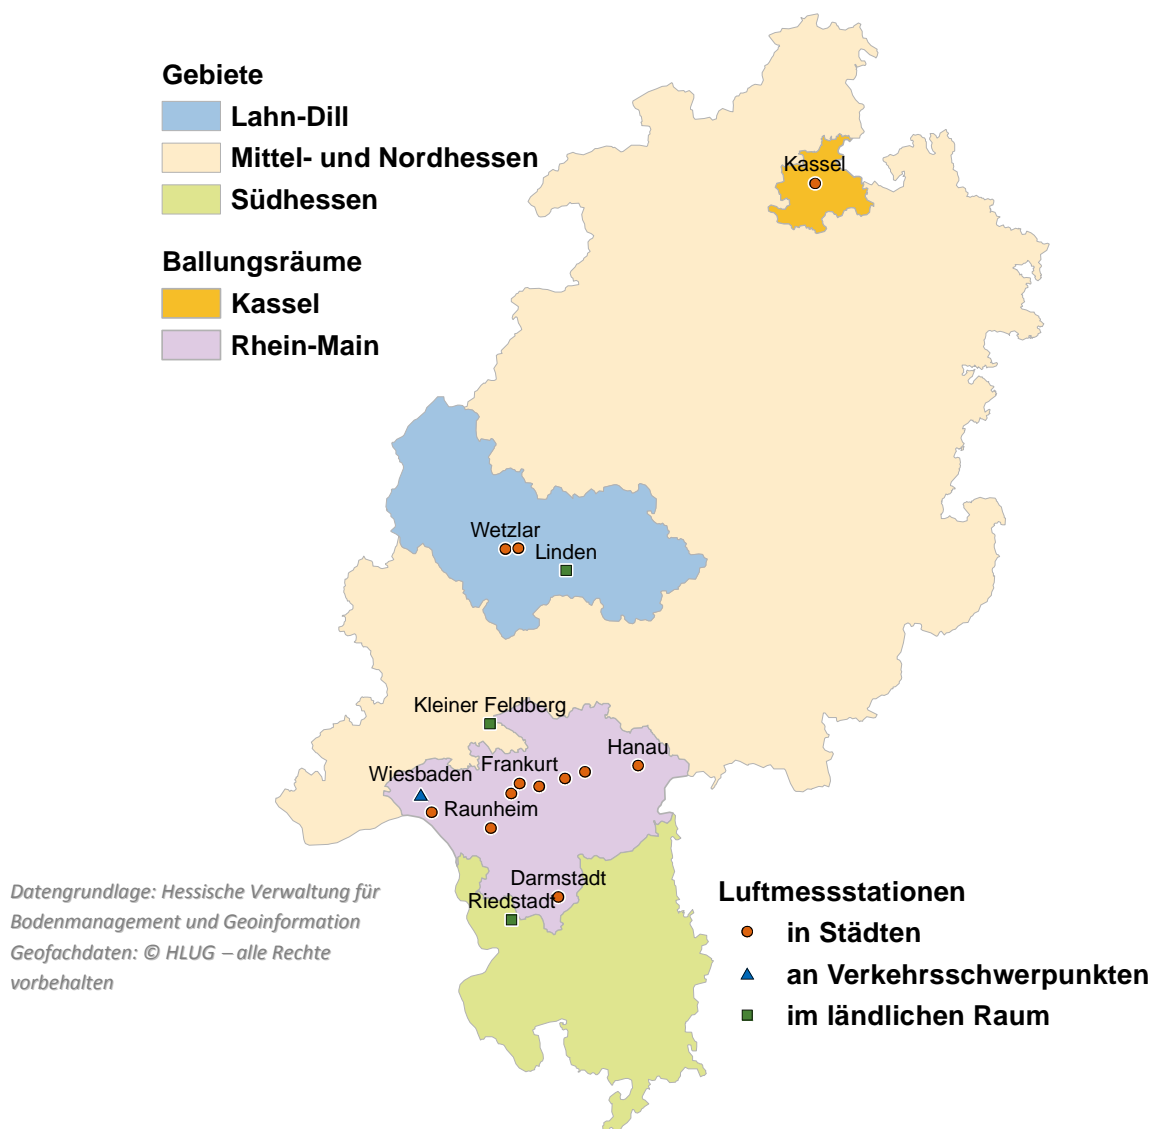 Gebiete
Lahn-Dill
Mittel- und Nordhessen
Südhessen
Ballungsräume
Kassel
Rhein-Main
Kassel
Wetzlar
Linden
Kleiner Feldberg
Hanau
Frankurt
Wiesbaden
Raunheim
Darmstadt
Riedstadt
Datengrundlage: Hessische Verwaltung für
Bodenmanagement und Geoinformation
Geofachdaten: © HLUG – alle Rechte
vorbehalten
Luftmessstationen
in Städten
an Verkehrsschwerpunkten
im ländlichen Raum